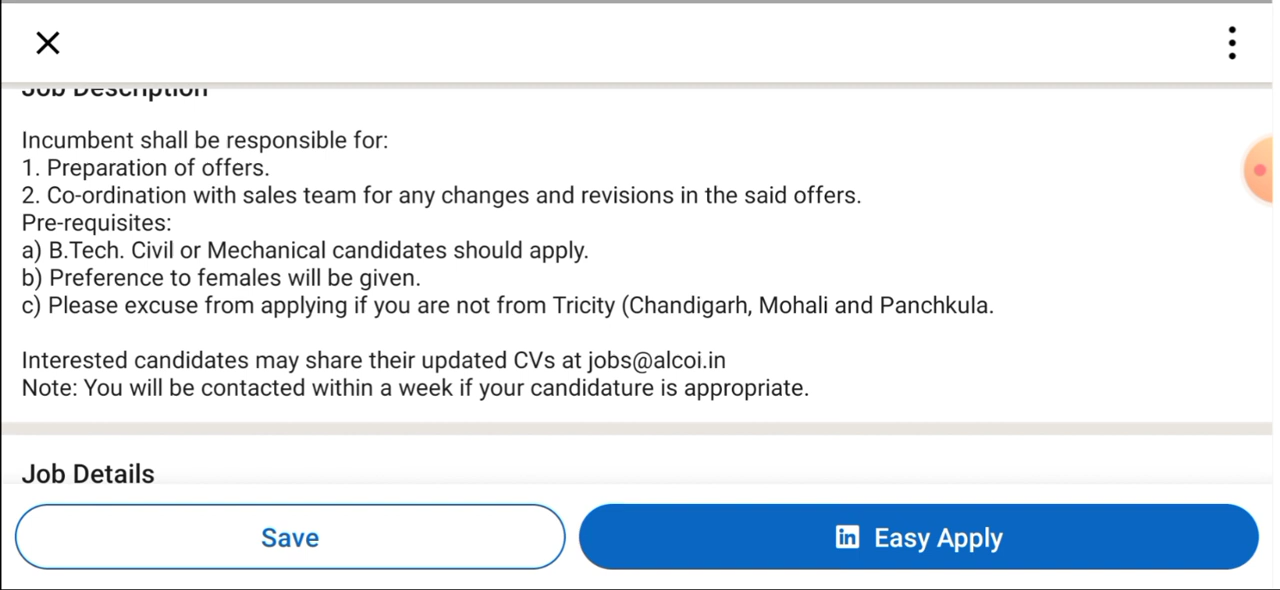 Job Description
Incumbent shall be responsible for:
1. Preparation of offers.
2. Co-ordination with sales team for any changes and revisions in the said offers.
Pre-requisites:
a) B.Tech. Civil or Mechanical candidates should apply.
b) Preference to females will be given.
c) Please excuse from applying if you are not from Tricity (Chandigarh, Mohali and Panchkula.
Interested candidates may share their updated CVs at jobs@alcoi.in
Note: You will be contacted within a week if your candidature is appropriate.
Job Details
Save
in Easy Apply